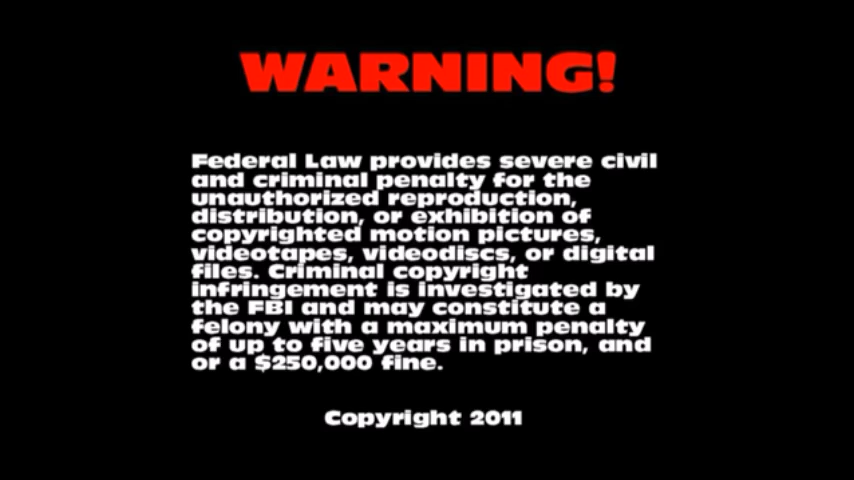 WARNING!
Federal Law provides severe civil
and criminal penalty for the
unauthorized reproduction,
distribution, or exhibition of
copyrighted motion pictures,
videotapes, videodiscs, or digital
files. Criminal copyright
infringement is investigated by
the FBI and may constitute a
felony with a maximum penalty
of up to five years in prison, and
or a $250,000 fine.
Copyright 2011